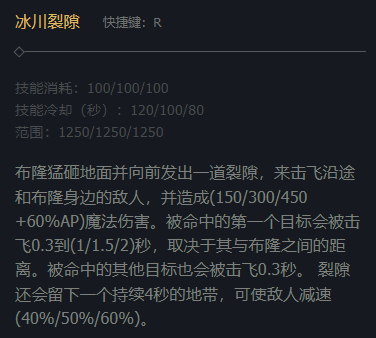 冰川裂隙 快捷键：R
技能消耗：100/100/100
技能冷却（秒）：120/100/80
范围：1250/1250/1250
布隆猛砸地面并向前发出一道裂隙，来击飞沿途
和布隆身边的敌人，并造成(150/300/450
+60%AP)魔法伤害。被命中的第一个目标会被击
飞0.3到(1/1.5/2)秒，取决于其与布隆之间的距
离。被命中的其他目标也会被击飞0.3秒。 裂隙
还会留下一个持续4秒的地带，可使敌人减速
(40%/50%/60%)。